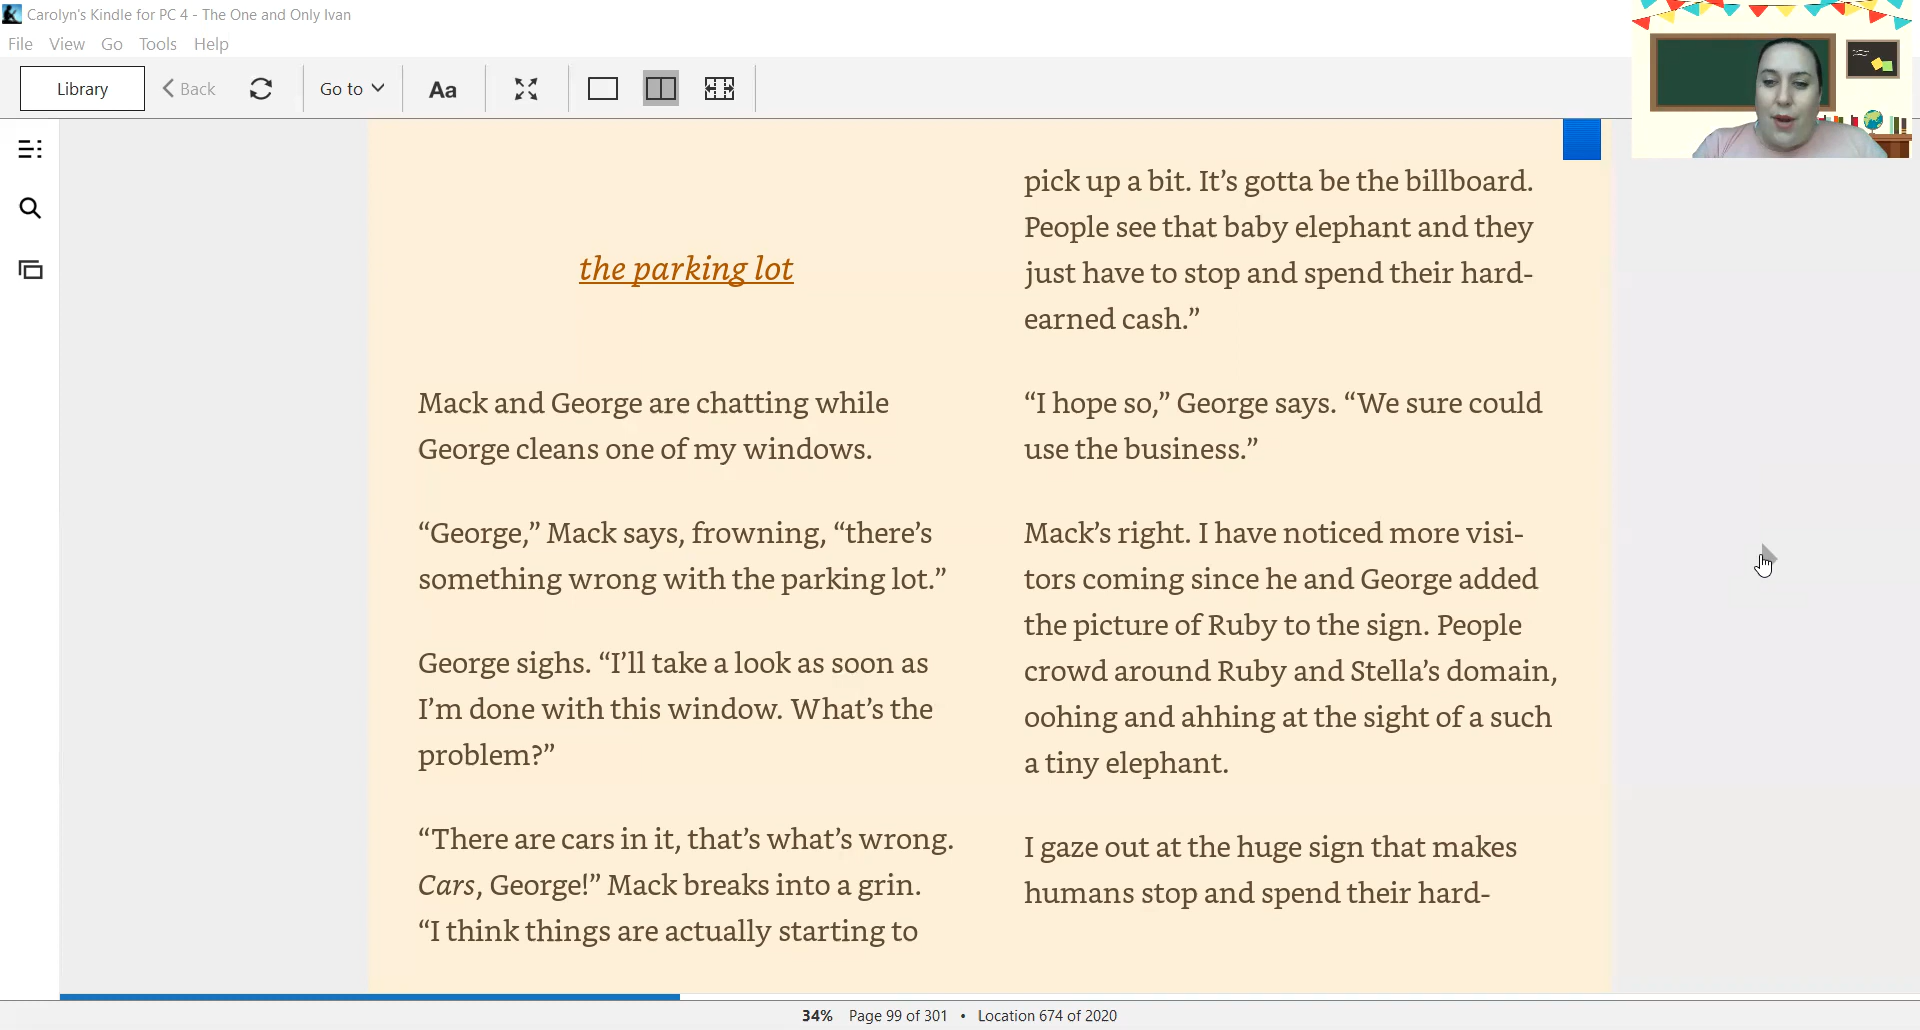 Carolyn's Kindle for PC 4 - The One and Only Ivan
File View Go Tools Help
Library Back Go to Aa
the parking lot
Mack and George are chatting while
George cleans one of my windows.
“George,” Mack says, frowning, “there’s
something wrong with the parking lot.”
George sighs. “I’ll take a look as soon as
I’m done with this window. What’s the
problem?”
“There are cars in it, that’s what’s wrong.
Cars, George!” Mack breaks into a grin.
“I think things are actually starting to
pick up a bit. It’s gotta be the billboard.
People see that baby elephant and they
just have to stop and spend their hard-
earned cash.”
“I hope so,” George says. “We sure could
use the business.”
Mack’s right. I have noticed more visi-
tors coming since he and George added
the picture of Ruby to the sign. People
crowd around Ruby and Stella’s domain,
oohing and ahhing at the sight of a such
a tiny elephant.
I gaze out at the huge sign that makes
humans stop and spend their hard-
34% Page 99 of 301 • Location 674 of 2020